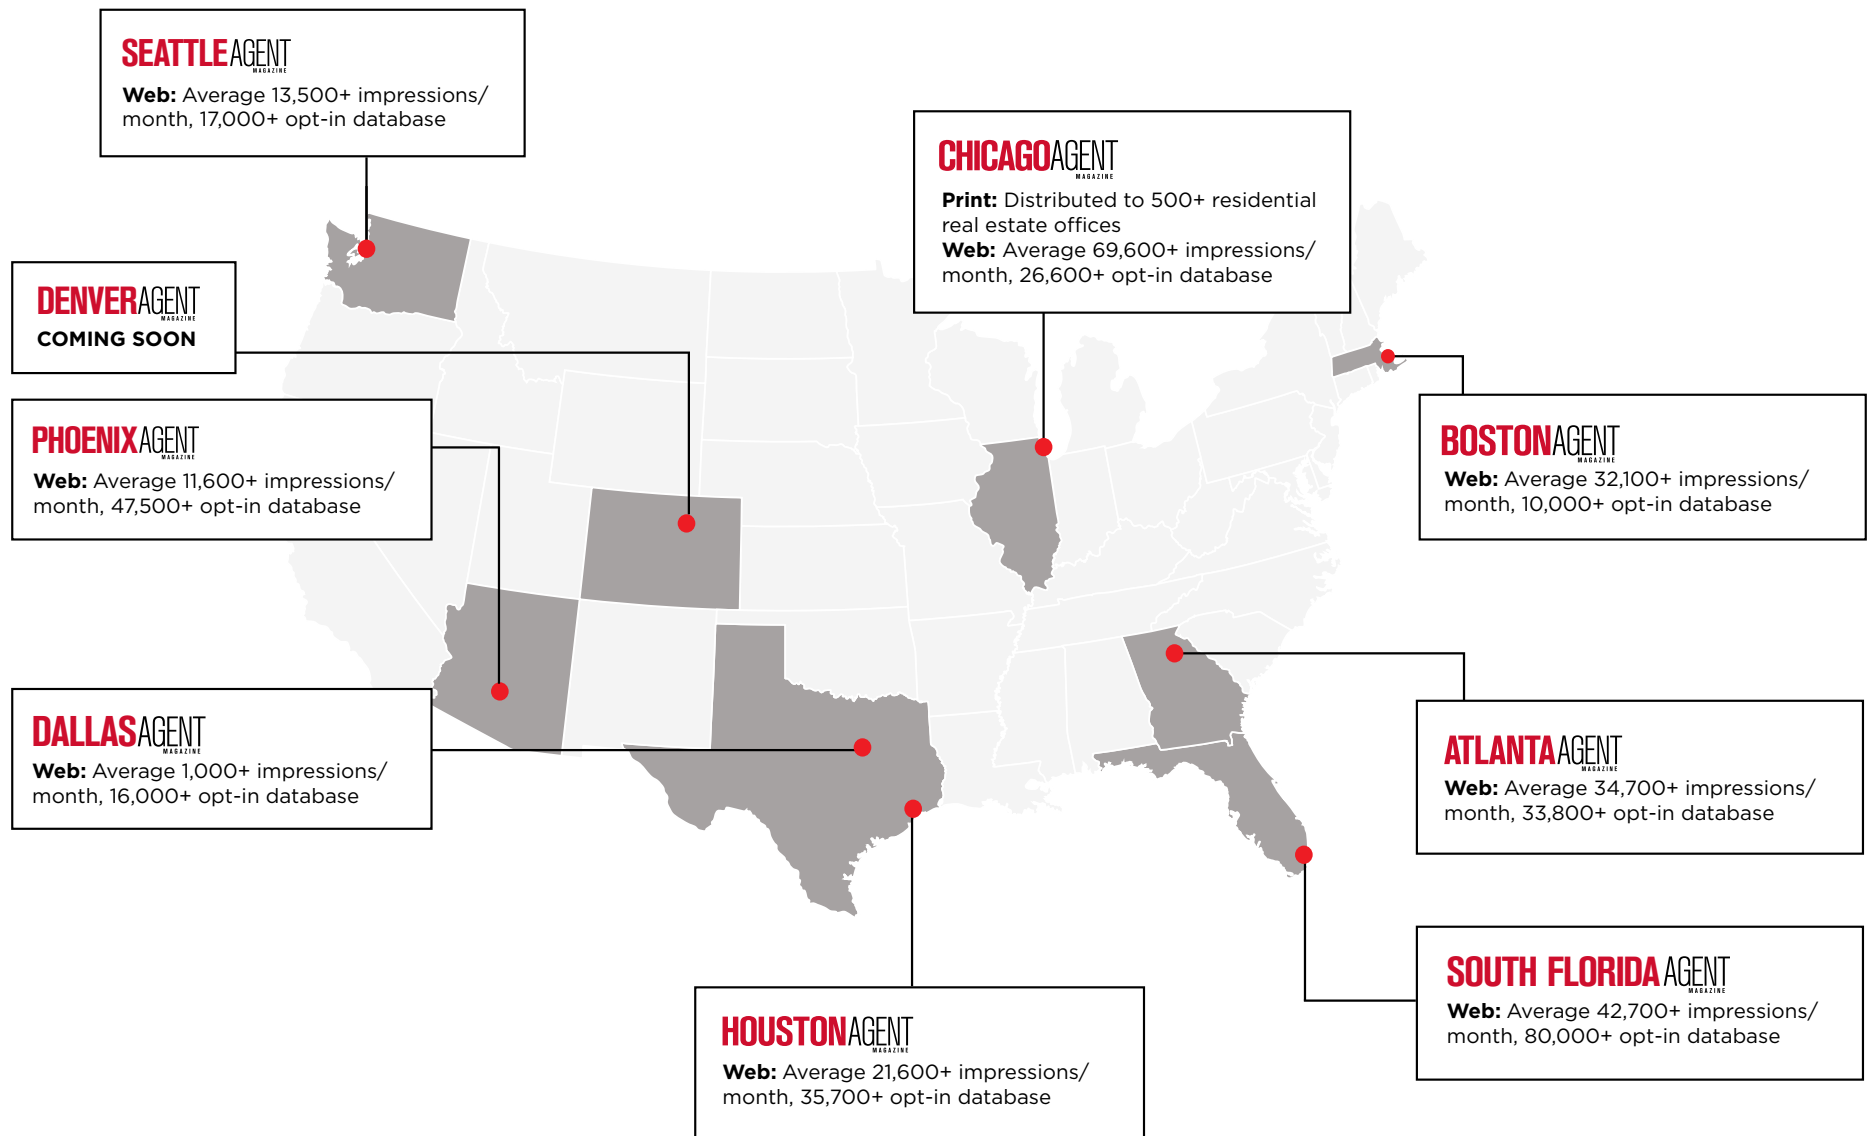 SEATTLE AGENT
MAGAZINE
Web: Average 13,500+ impressions/
month, 17,000+ opt-in database
CHICAGOAGENT
MAGAZINE
Print: Distributed to 500+ residential
real estate offices
Web: Average 69,600+ impressions/
month, 26,600+ opt-in database
DENVERAGENT
MAGAZINE
COMING SOON
PHOENIXAGENT
MAGAZINE
Web: Average 11,600+ impressions/
month, 47,500+ opt-in database
BOSTONAGENT
MAGAZINE
Web: Average 32,100+ impressions/
month, 10,000+ opt-in database
DALLASAGENT
MAGAZINE
Web: Average 1,000+ impressions/
month, 16,000+ opt-in database
ATLANTAAGENT
MAGAZINE
Web: Average 34,700+ impressions/
month, 33,800+ opt-in database
SOUTH FLORIDA AGENT
MAGAZINE
Web: Average 42,700+ impressions/
month, 80,000+ opt-in database
HOUSTONAGENT
MAGAZINE
Web: Average 21,600+ impressions/
month, 35,700+ opt-in database